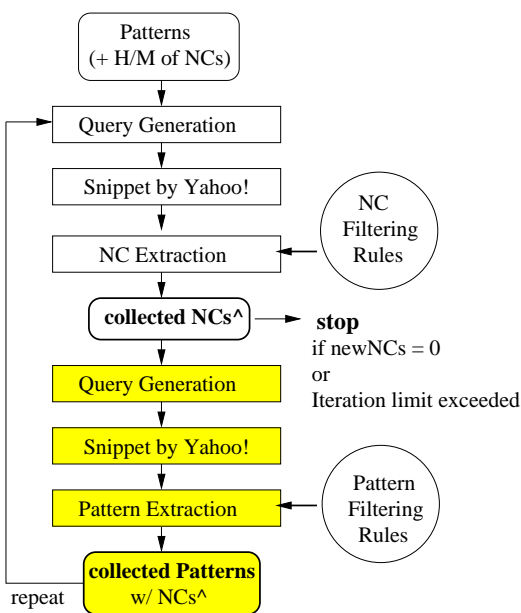 Patterns
(+ H/M of NCs)
Query Generation
Snippet by Yahoo!
NC
Filtering
Rules
NC Extraction
collected NCs^
stop
if newNCs = 0
or
Iteration limit exceeded
Query Generation
Snippet by Yahoo!
Pattern
Filtering
Rules
Pattern Extraction
collected Patterns
w/ NCs^
repeat